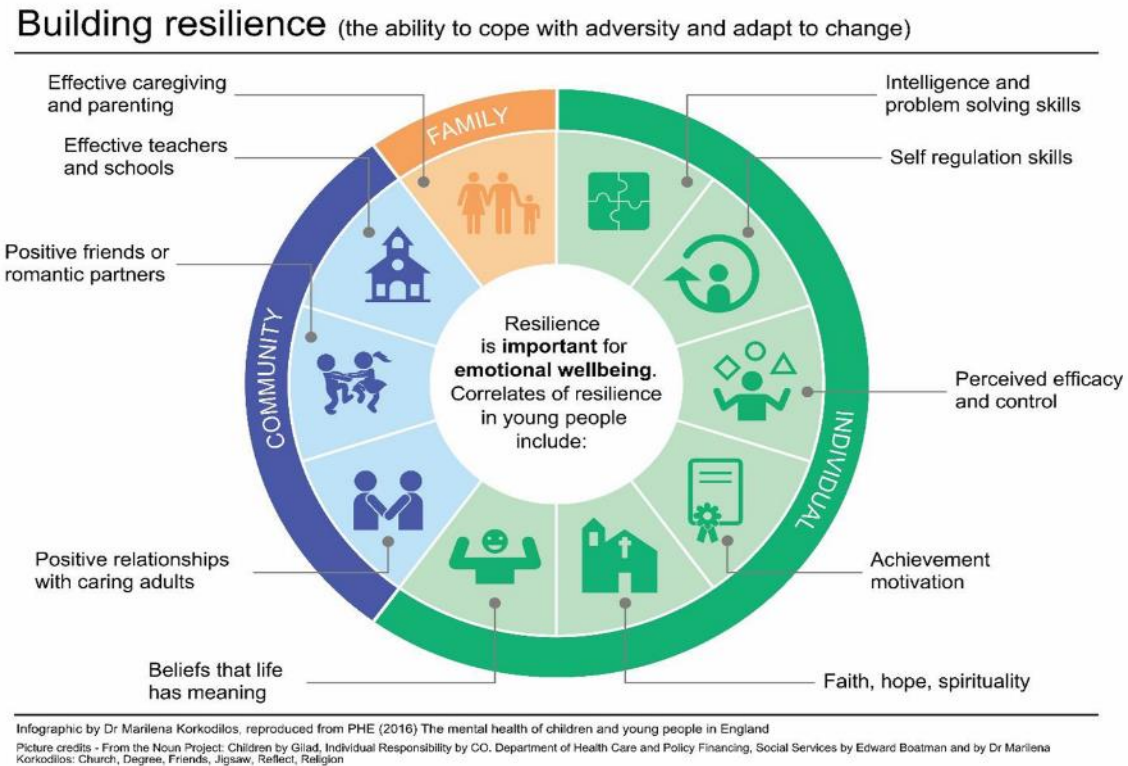 Building resilience (the ability to cope with adversity and adapt to change)
Effective caregiving
and parenting
Effective teachers
and schools
Positive friends or
romantic partners
Positive relationships
with caring adults
Beliefs that life
has meaning
Intelligence and
problem solving skills
Self regulation skills
Perceived efficacy
and control
Achievement
motivation
Faith, hope, spirituality
FAMILY
COMMUNITY
INDIVIDUAL
Resilience
is important for
emotional wellbeing.
Correlates of resilience
in young people
include:
Infographic by Dr Marilena Korkodilos, reproduced from PHE (2016) The mental health of children and young people in England
Picture credits - From the Noun Project: Children by Gilad, Individual Responsibility by CO. Department of Health Care and Policy Financing, Social Services by Edward Boatman and by Dr Marilena
Korkodilos: Church, Degree, Friends, Jigsaw, Reflect, Religion